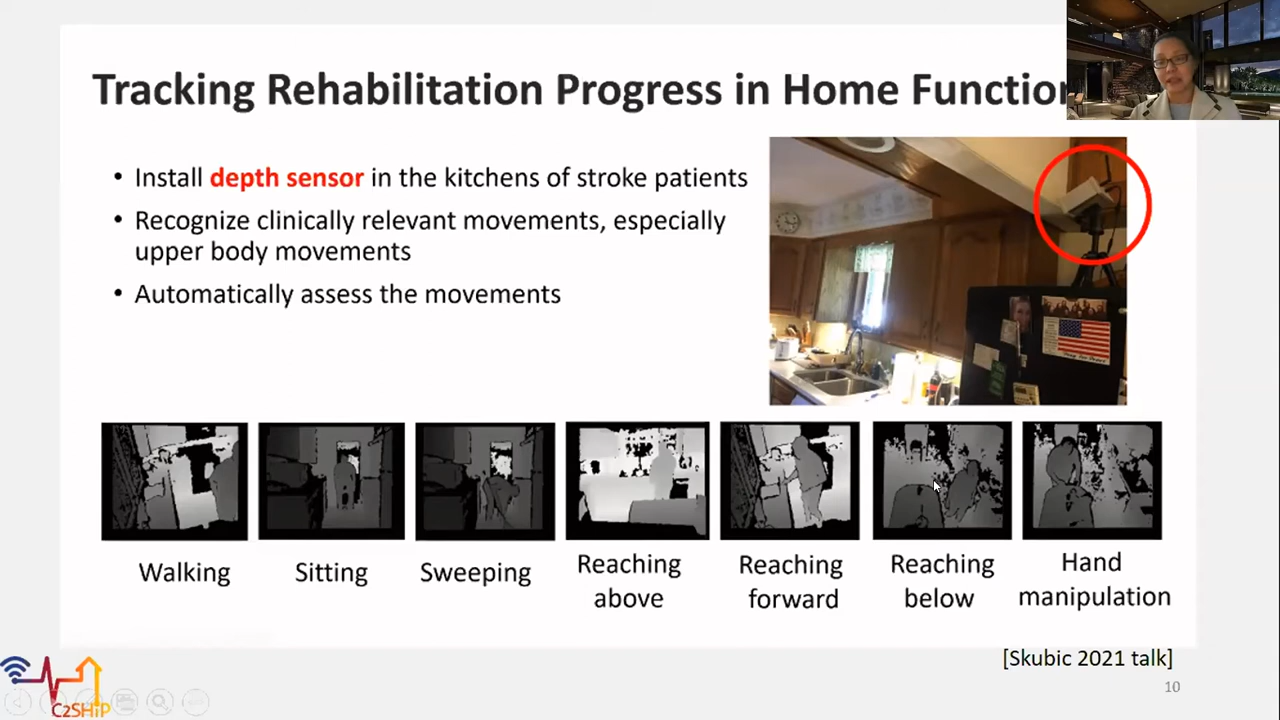 Tracking Rehabilitation Progress in Home Function
• Install depth sensor in the kitchens of stroke patients
• Recognize clinically relevant movements, especially
upper body movements
• Automatically assess the movements
Walking
Sitting
Sweeping
Reaching
above
Reaching
forward
Reaching
below
Hand
manipulation
[Skubic 2021 talk]
10
C2SHiP